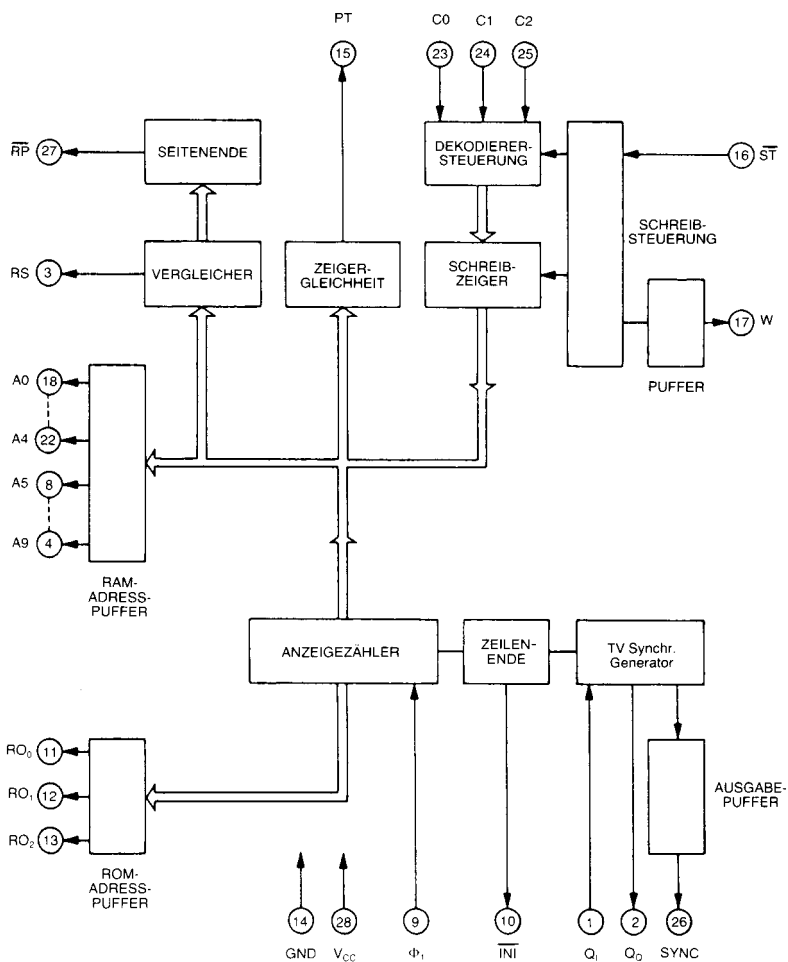 PT
C0 C1 C2
15
23 24 25
RP 27
SEITENENDE
DEKODIERER-
STEUERUNG
16 ST
SCHREIB-
STEUERUNG
RS 3
VERGLEICHER
ZEIGER-
GLEICHHEIT
SCHREIB-
ZEIGER
17 W
PUFFER
A0 18
A4 22
A5 8
A9 4
RAM-
ADRESS-
PUFFER
ANZEIGEZÄHLER
ZEILEN-
ENDE
TV Synchr.
Generator
RO₀ 11
RO₁ 12
RO₂ 13
ROM-
ADRESS-
PUFFER
AUSGABE-
PUFFER
14 28 9 10 1 2 26
GND VCC Φ₁ INI QI QO SYNC